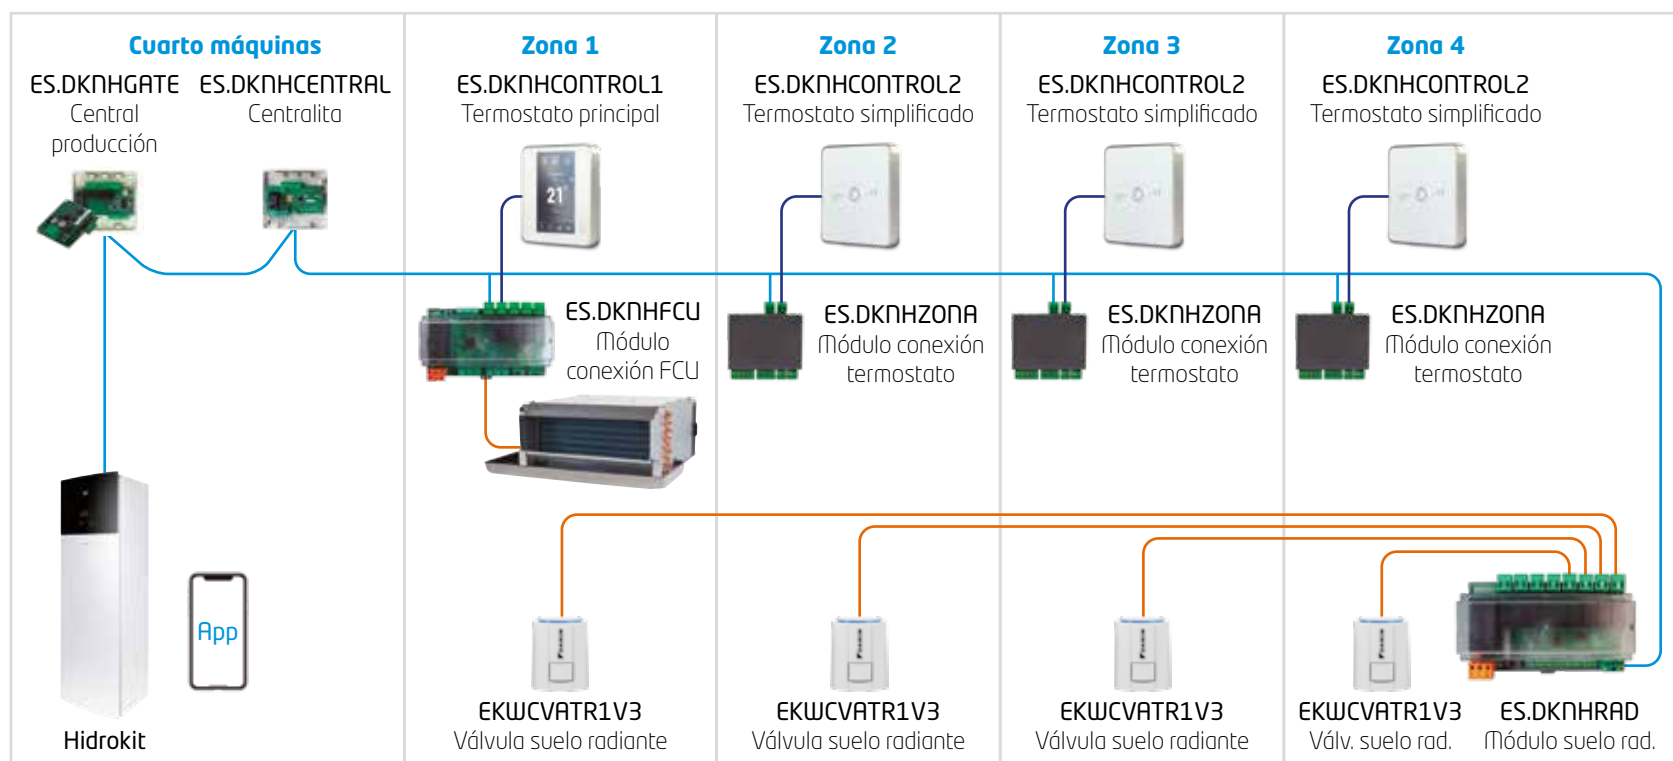 Cuarto máquinas
ES.DKNHGATE
Central
producción
ES.DKNHCENTRAL
Centralita
Zona 1
ES.DKNHCONTROL1
Termostato principal
21
Zona 2
ES.DKNHCONTROL2
Termostato simplificado
Zona 3
ES.DKNHCONTROL2
Termostato simplificado
Zona 4
ES.DKNHCONTROL2
Termostato simplificado
ES.DKNHFCU
Módulo
conexión FCU
ES.DKNHZONA
Módulo conexión
termostato
ES.DKNHZONA
Módulo conexión
termostato
ES.DKNHZONA
Módulo conexión
termostato
App
Hidrokit
DAIKIN
EKWCVATR1V3
Válvula suelo radiante
DAIKIN
EKWCVATR1V3
Válvula suelo radiante
DAIKIN
EKWCVATR1V3
Válvula suelo radiante
DAIKIN
EKWCVATR1V3
Válv. suelo rad.
ES.DKNHRAD
Módulo suelo rad.